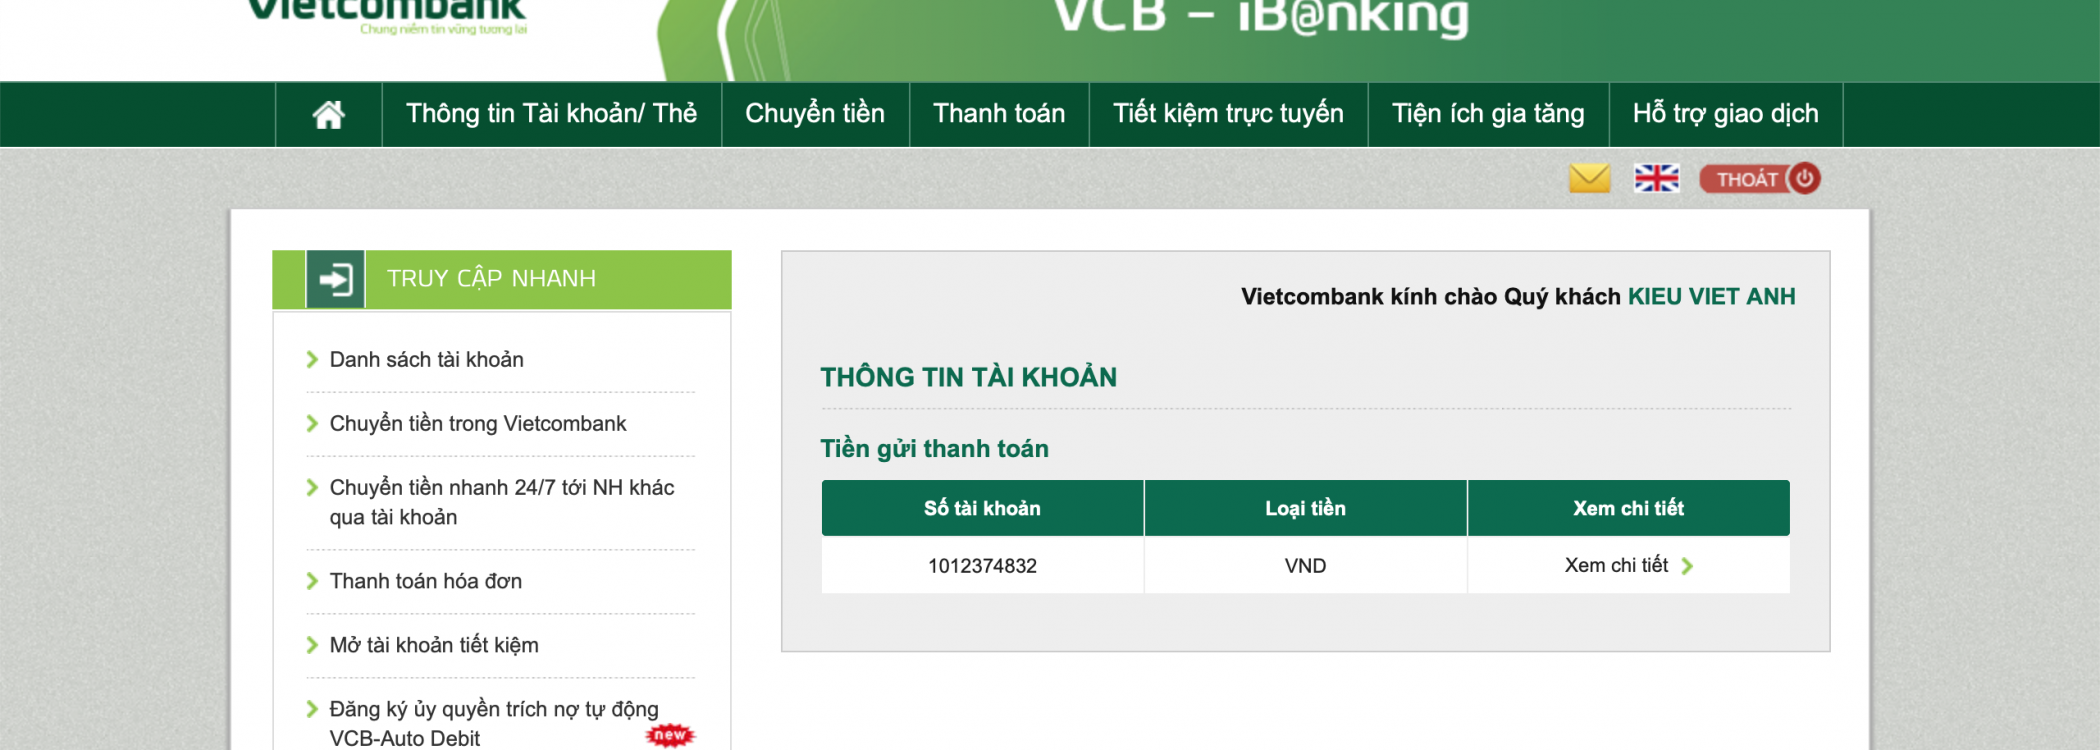 Vietcombank
Chung niềm tin vững tương lai
VCB – iB@nking
Thông tin Tài khoản/ Thẻ
Chuyển tiền
Thanh toán
Tiết kiệm trực tuyến
Tiện ích gia tăng
Hỗ trợ giao dịch
THOÁT
TRUY CẬP NHANH
Danh sách tài khoản
Chuyển tiền trong Vietcombank
Chuyển tiền nhanh 24/7 tới NH khác
qua tài khoản
Thanh toán hóa đơn
Mở tài khoản tiết kiệm
Đăng ký ủy quyền trích nợ tự động
VCB-Auto Debit
new
Vietcombank kính chào Quý khách KIEU VIET ANH
THÔNG TIN TÀI KHOẢN
Tiền gửi thanh toán
Số tài khoản
Loại tiền
Xem chi tiết
1012374832
VND
Xem chi tiết